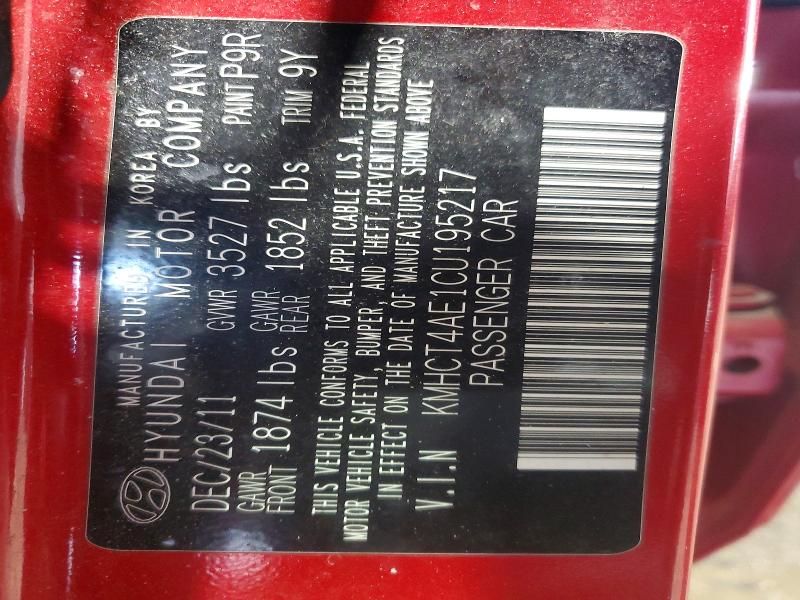 MANUFACTURED IN KOREA BY
HYUNDAI MOTOR COMPANY
DEC/23/11 GVWR 3527 lbs PAINT P9R
GAWR FRONT 1874 lbs GAWR REAR 1852 lbs TRIM 9Y
THIS VEHICLE CONFORMS TO ALL APPLICABLE U.S.A. FEDERAL
MOTOR VEHICLE SAFETY, BUMPER, AND THEFT PREVENTION STANDARDS
IN EFFECT ON THE DATE OF MANUFACTURE SHOWN ABOVE
V.I.N KMHCT4AE1CU195217
PASSENGER CAR